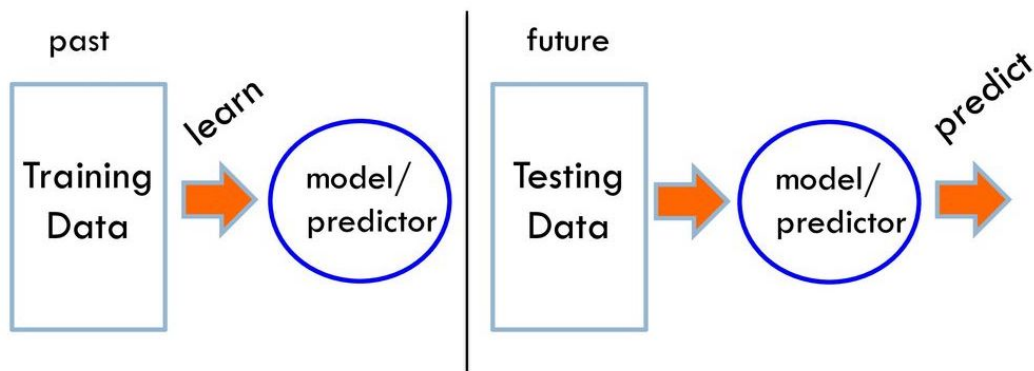 past
learn
Training
Data
model/
predictor
future
predict
Testing
Data
model/
predictor